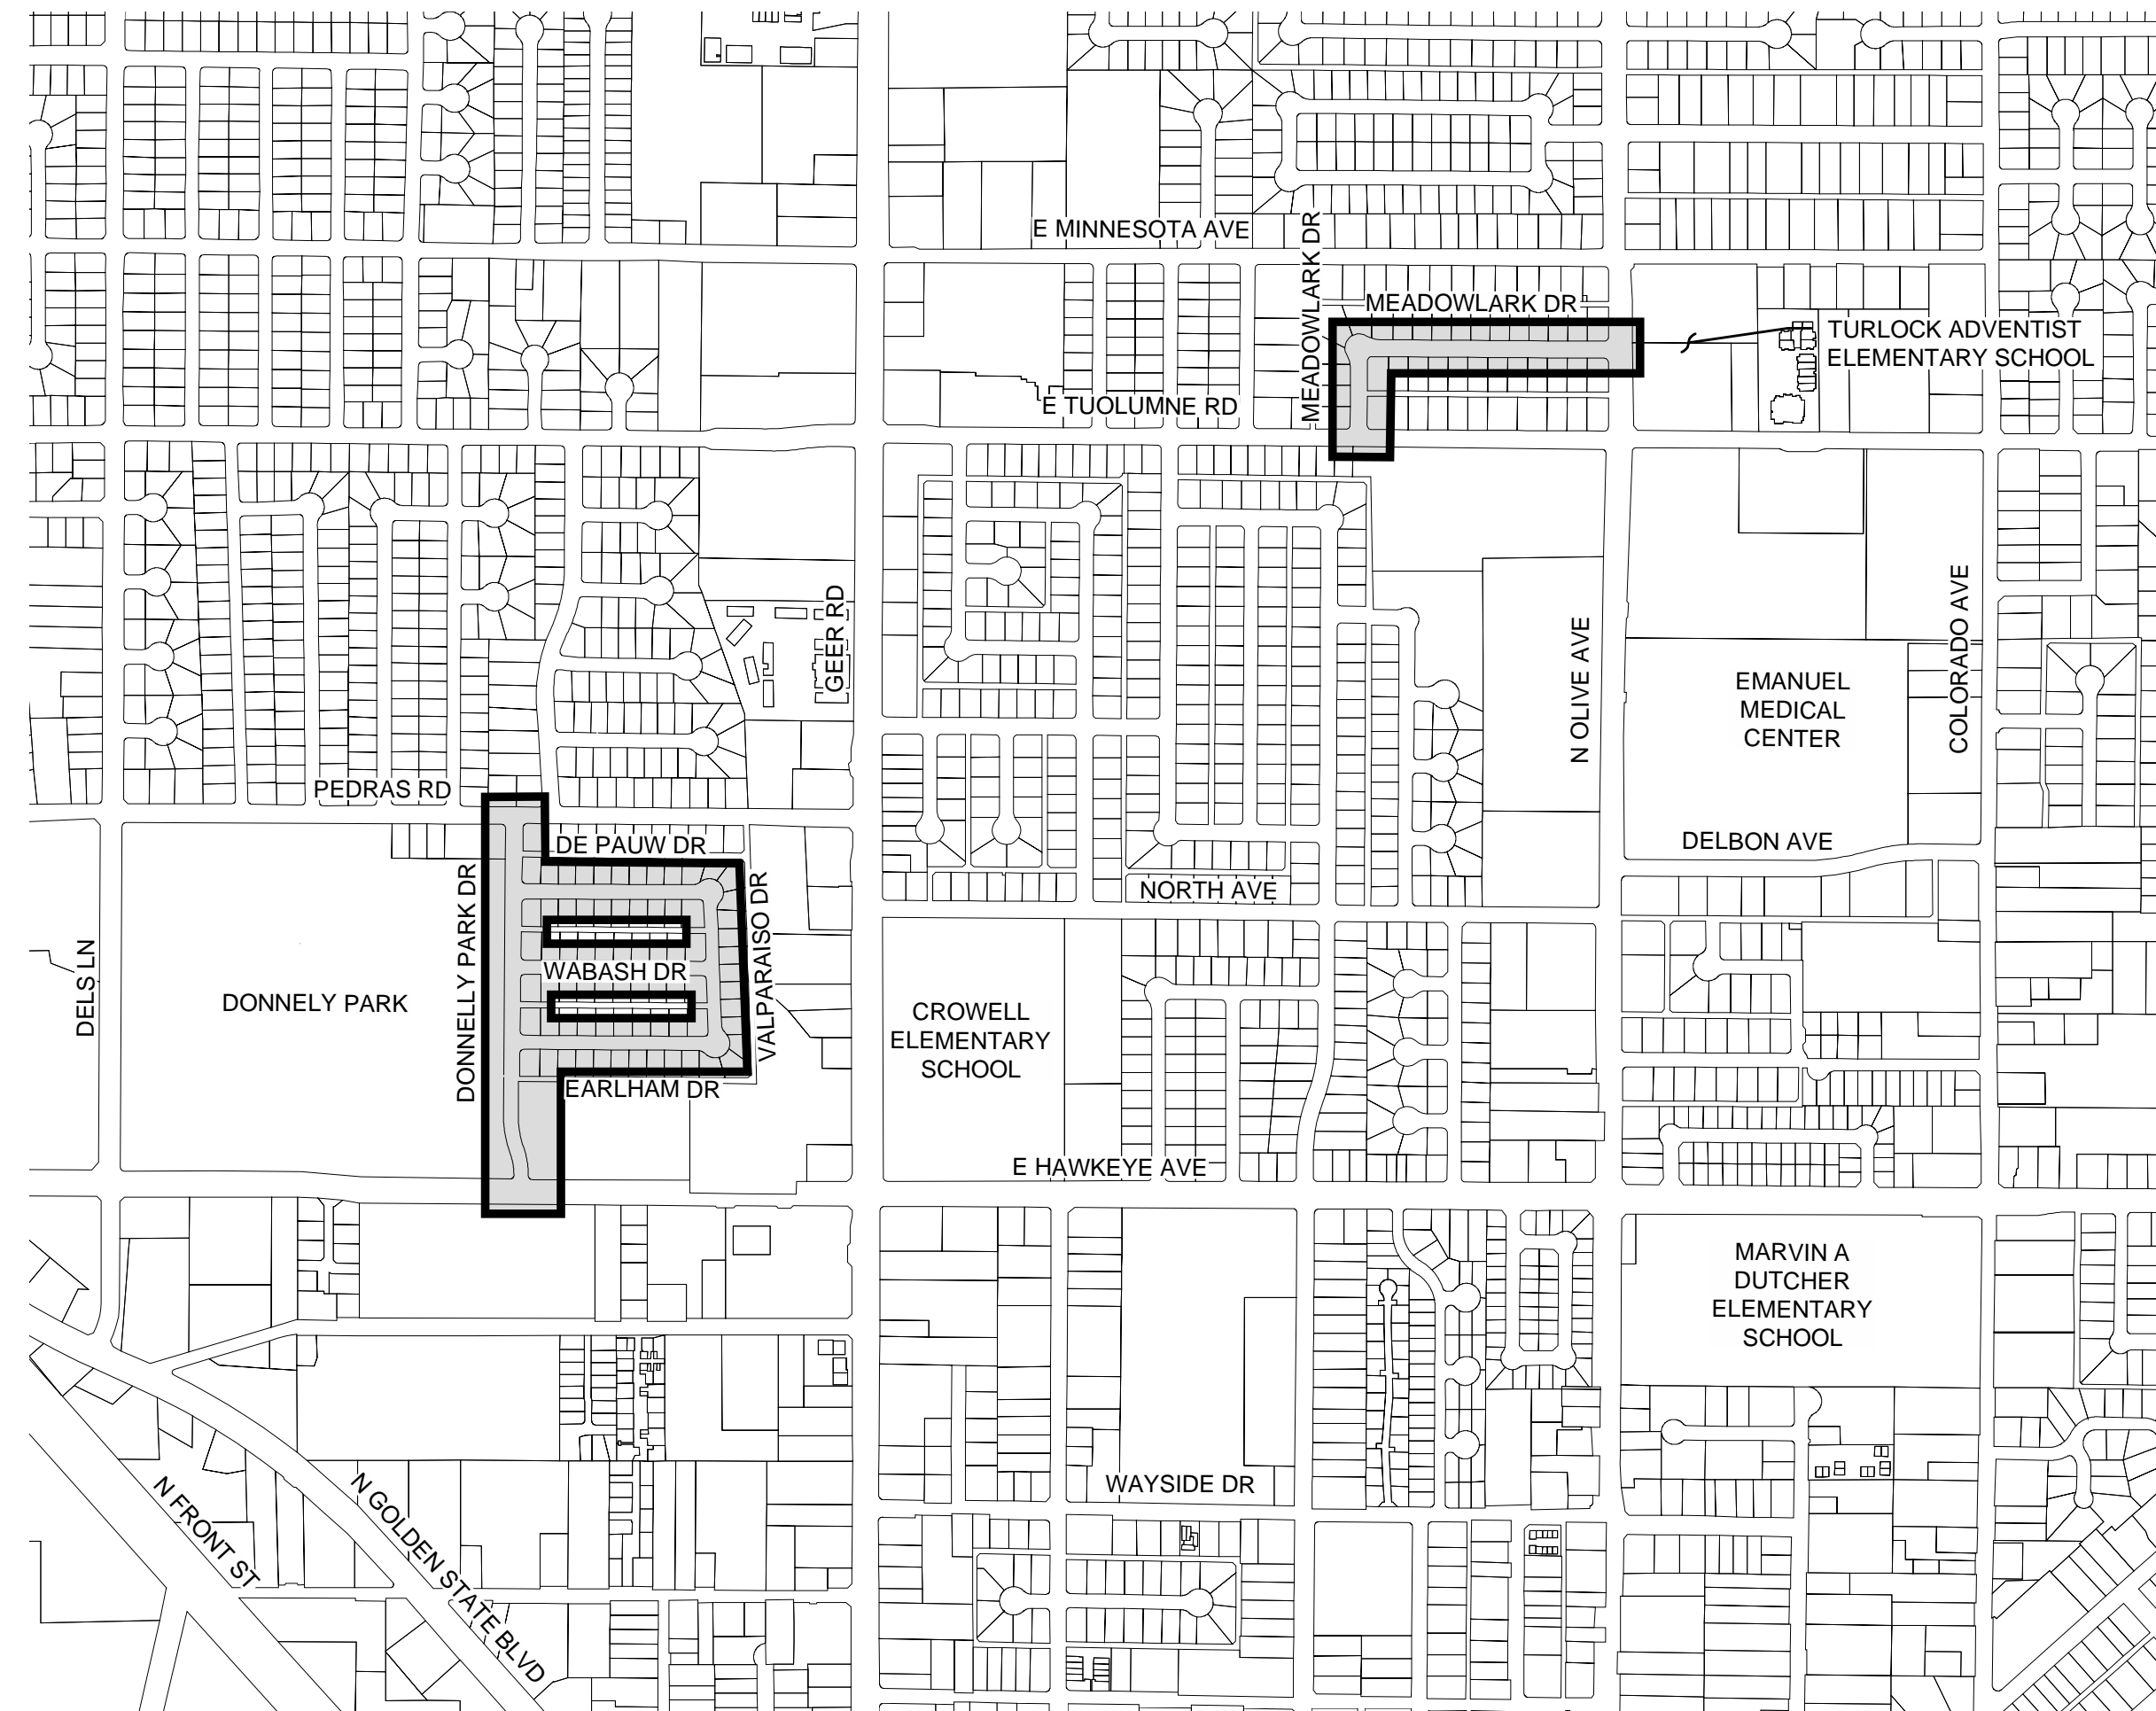 E MINNESOTA AVE
MEADOWLARK DR
MEADOWLARK DR
TURLOCK ADVENTIST
ELEMENTARY SCHOOL
E TUOLUMNE RD
GEER RD
N OLIVE AVE
COLORADO AVE
EMANUEL
MEDICAL
CENTER
PEDRAS RD
DE PAUW DR
DELBON AVE
NORTH AVE
DONNELLY PARK DR
VALPARAISO DR
DELS LN
WABASH DR
DONNELY PARK
CROWELL
ELEMENTARY
SCHOOL
EARLHAM DR
E HAWKEYE AVE
MARVIN A
DUTCHER
ELEMENTARY
SCHOOL
WAYSIDE DR
N FRONT ST
N GOLDEN STATE BLVD